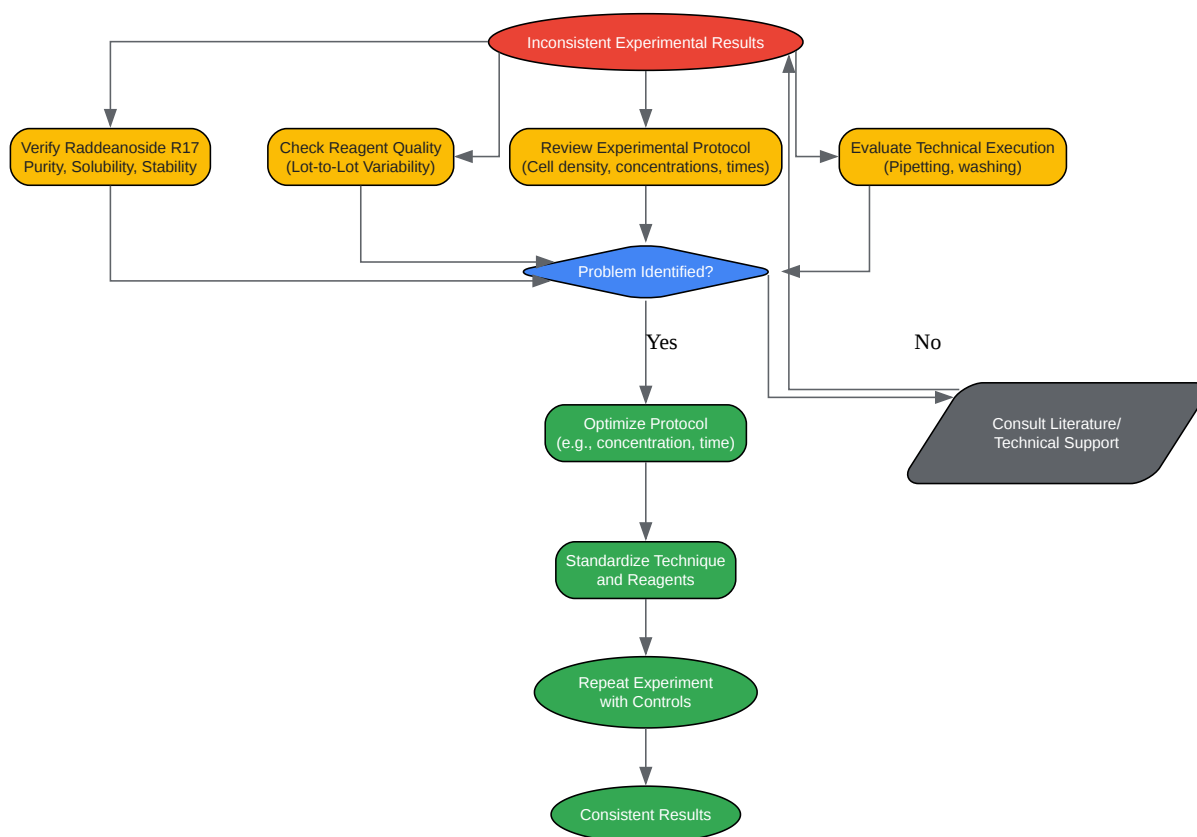 Inconsistent Experimental Results
Verify Raddeanoside R17
Purity, Solubility, Stability
Check Reagent Quality
(Lot-to-Lot Variability)
Review Experimental Protocol
(Cell density, concentrations, times)
Evaluate Technical Execution
(Pipetting, washing)
Problem Identified?
Yes
No
Optimize Protocol
(e.g., concentration, time)
Consult Literature/
Technical Support
Standardize Technique
and Reagents
Repeat Experiment
with Controls
Consistent Results